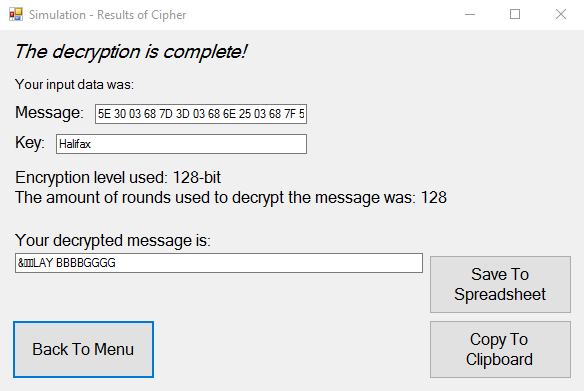 Simulation - Results of Cipher
The decryption is complete!
Your input data was:
Message: 5E 30 03 68 7D 3D 03 68 6E 25 03 68 7F 5
Key: Halifax
Encryption level used: 128-bit
The amount of rounds used to decrypt the message was: 128
Your decrypted message is:
&▯▯▯LAY BBBBGGGG
Save To
Spreadsheet
Back To Menu
Copy To
Clipboard